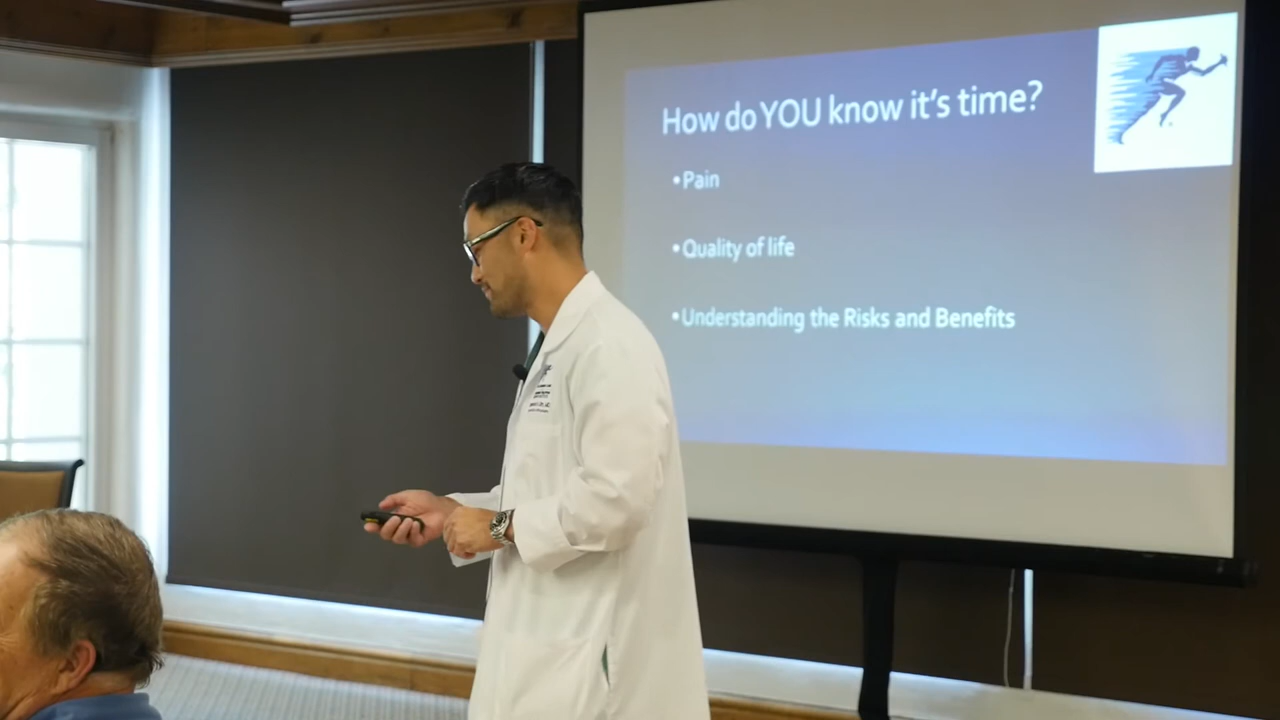 How do YOU know it's time?
•Pain
•Quality of life
•Understanding the Risks and Benefits